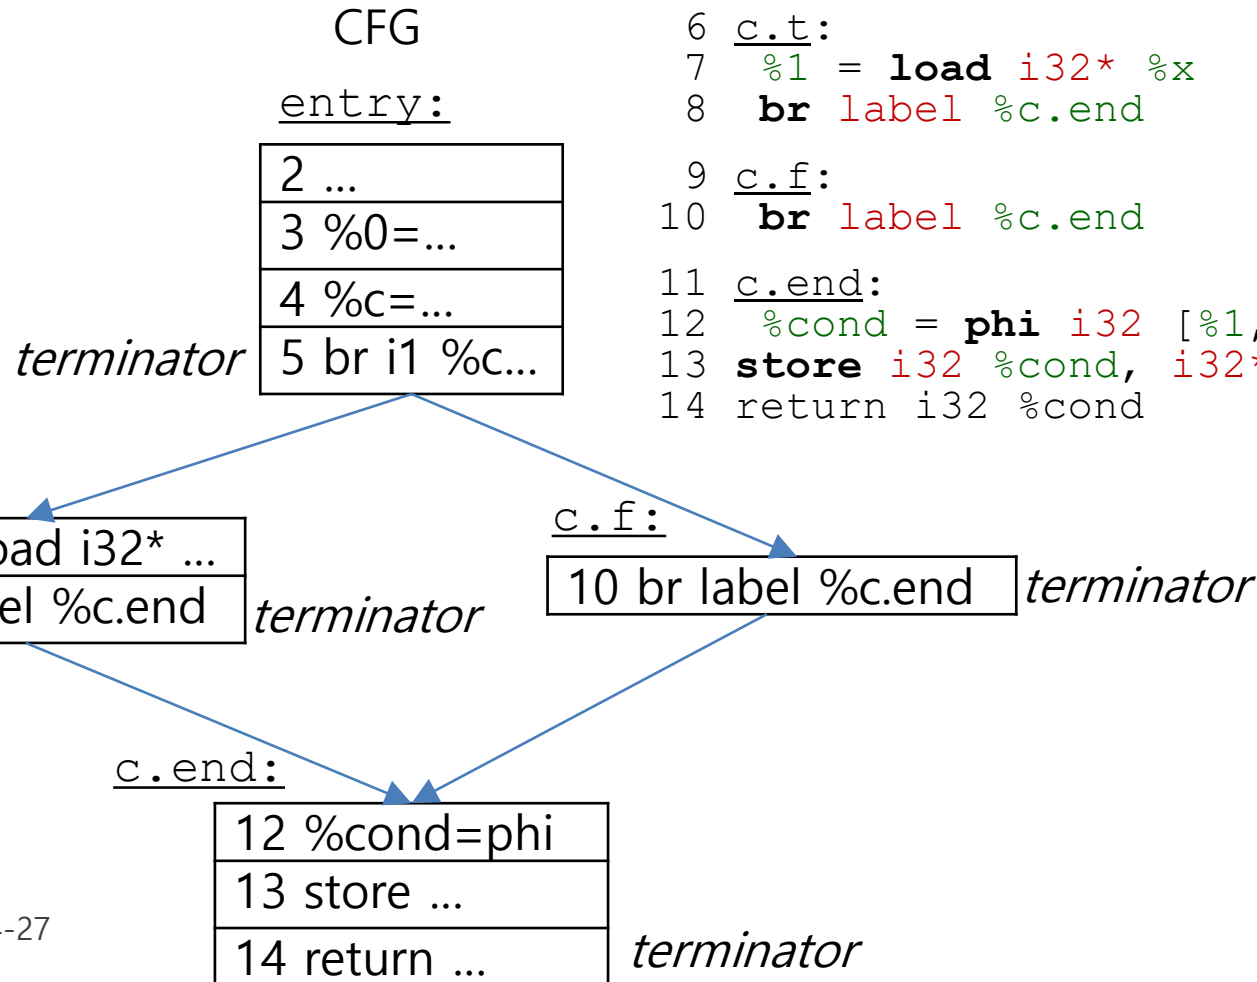 CFG
entry:
2 ...
3 %0=...
4 %c=...
terminator
5 br i1 %c...
6 c.t:
7 %1 = load i32* %x
8 br label %c.end
9 c.f:
10 br label %c.end
11 c.end:
12 %cond = phi i32 [%1,
13 store i32 %cond, i32*
14 return i32 %cond
i32* ...
%c.end
terminator
c.f:
10 br label %c.end
terminator
c.end:
12 %cond=phi
13 store ...
14 return ...
terminator
-27